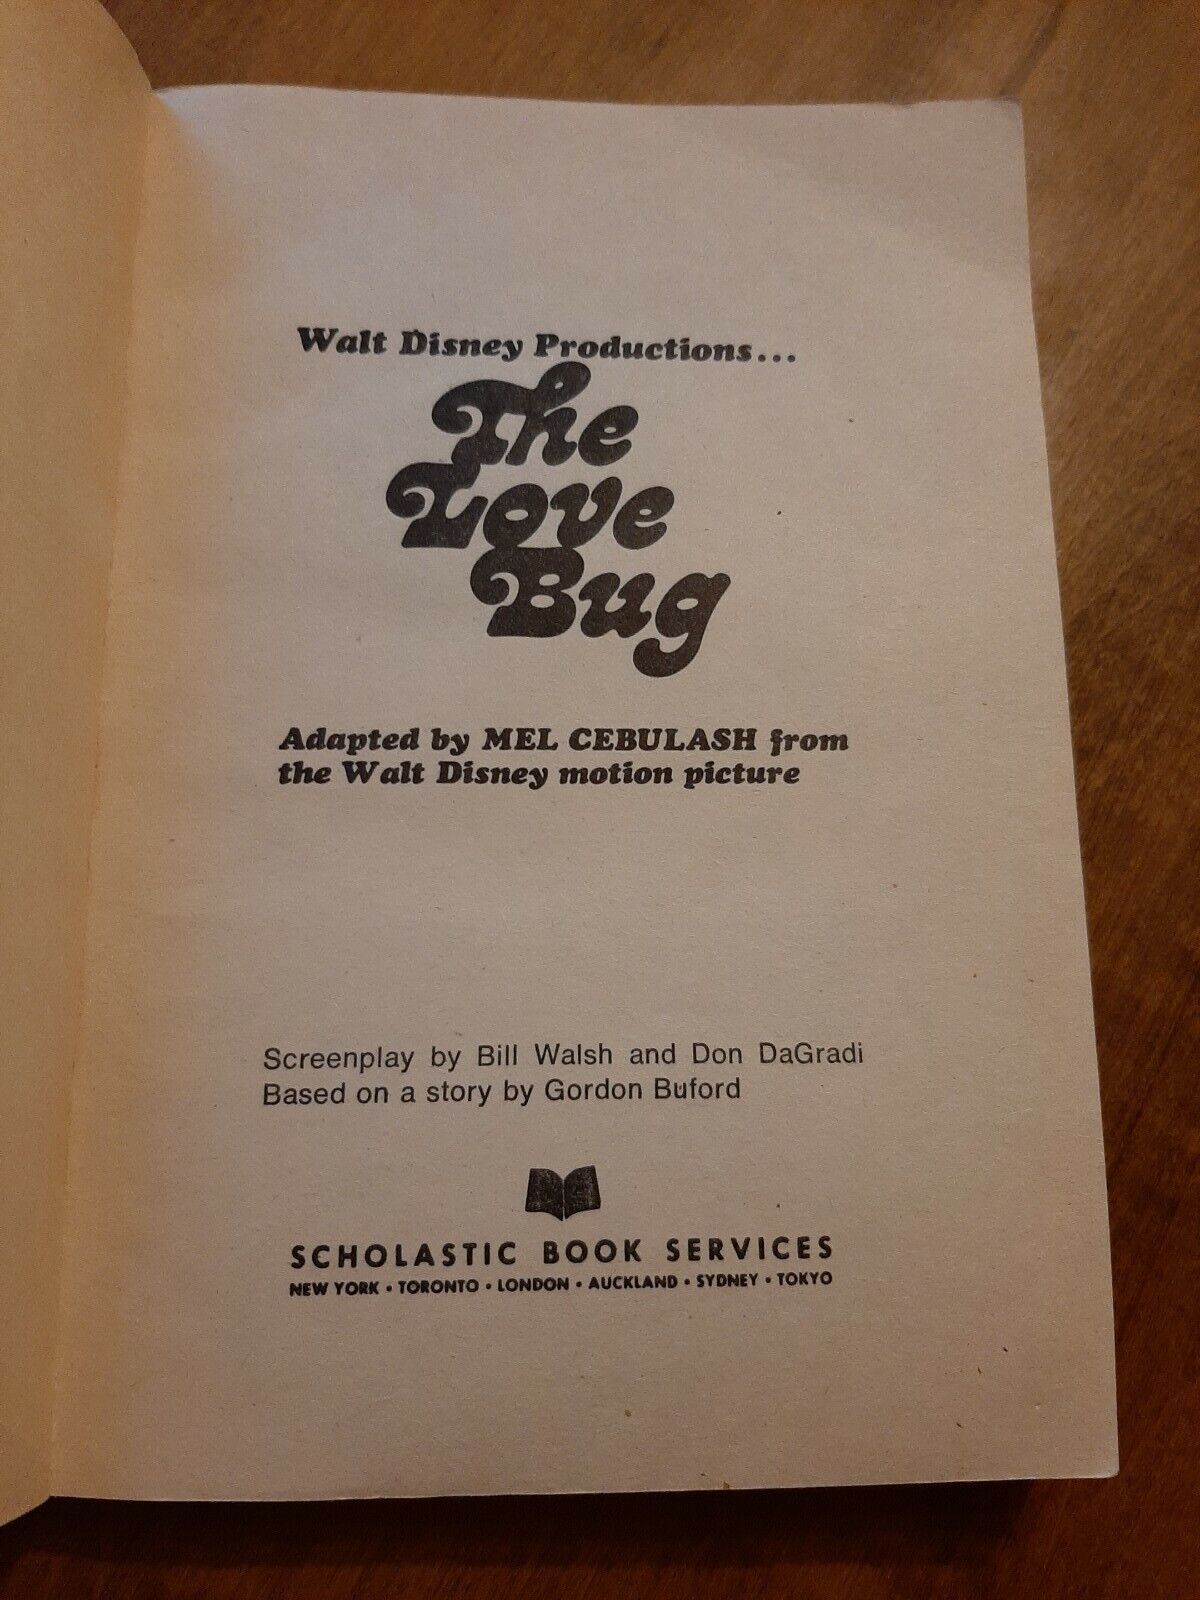 Walt Disney Productions...
The
Love
Bug
Adapted by MEL CEBULASH from
the Walt Disney motion picture
Screenplay by Bill Walsh and Don DaGradi
Based on a story by Gordon Buford
SCHOLASTIC BOOK SERVICES
NEW YORK • TORONTO • LONDON • AUCKLAND • SYDNEY • TOKYO